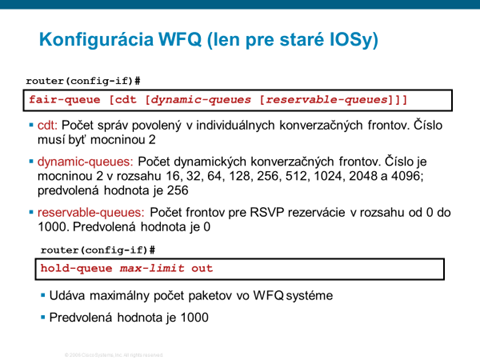 Konfigurácia WFQ (len pre staré IOSy)
router(config-if)#
fair-queue [cdt [dynamic-queues [reservable-queues]]]
cdt: Počet správ povolený v individuálnych konverzačných frontov. Číslo
musí byť mocninou 2
dynamic-queues: Počet dynamických konverzačných frontov. Číslo je
mocninou 2 v rozsahu 16, 32, 64, 128, 256, 512, 1024, 2048 a 4096;
predvolená hodnota je 256
reservable-queues: Počet frontov pre RSVP rezervácie v rozsahu od 0 do
1000. Predvolená hodnota je 0
router(config-if)#
hold-queue max-limit out
Udáva maximálny počet paketov vo WFQ systéme
Predvolená hodnota je 1000
© 2009 Cisco Systems, Inc. All rights reserved.